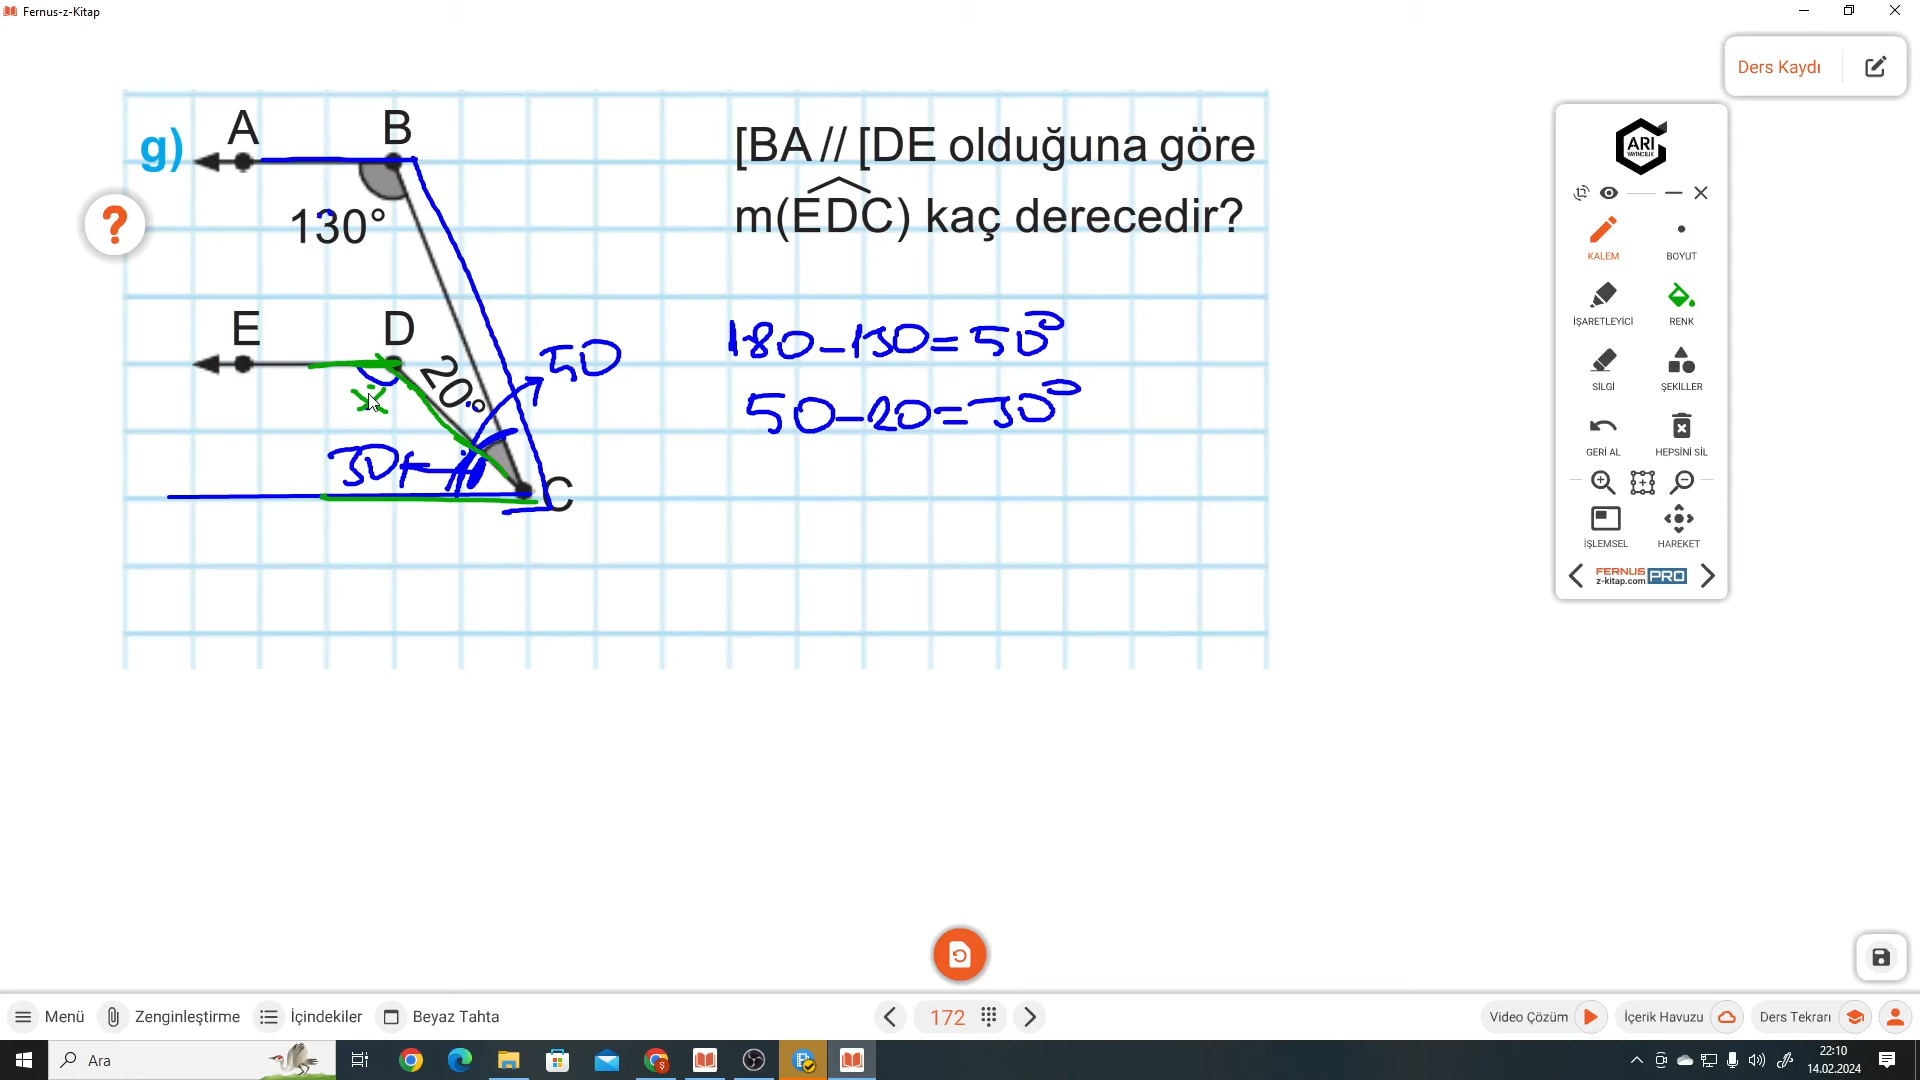 Fernus-z-Kitap
Ders Kaydı
g)
A
B
130°
E
D
20°
C
[BA // [DE olduğuna göre
m(EDC) kaç derecedir?
180-130=50°
50-20=30°
50
30
x
?
ARI
YAYINCILIK
KALEM
BOYUT
İŞARETLEYİCİ
RENK
SİLGİ
ŞEKİLLER
GERİ AL
HEPSİNİ SİL
İŞLEMSEL
HAREKET
FERNUS
z-kitap.com
PRO
Menü
Zenginleştirme
İçindekiler
Beyaz Tahta
172
Video Çözüm
İçerik Havuzu
Ders Tekrarı
Ara
22:10
14.02.2024